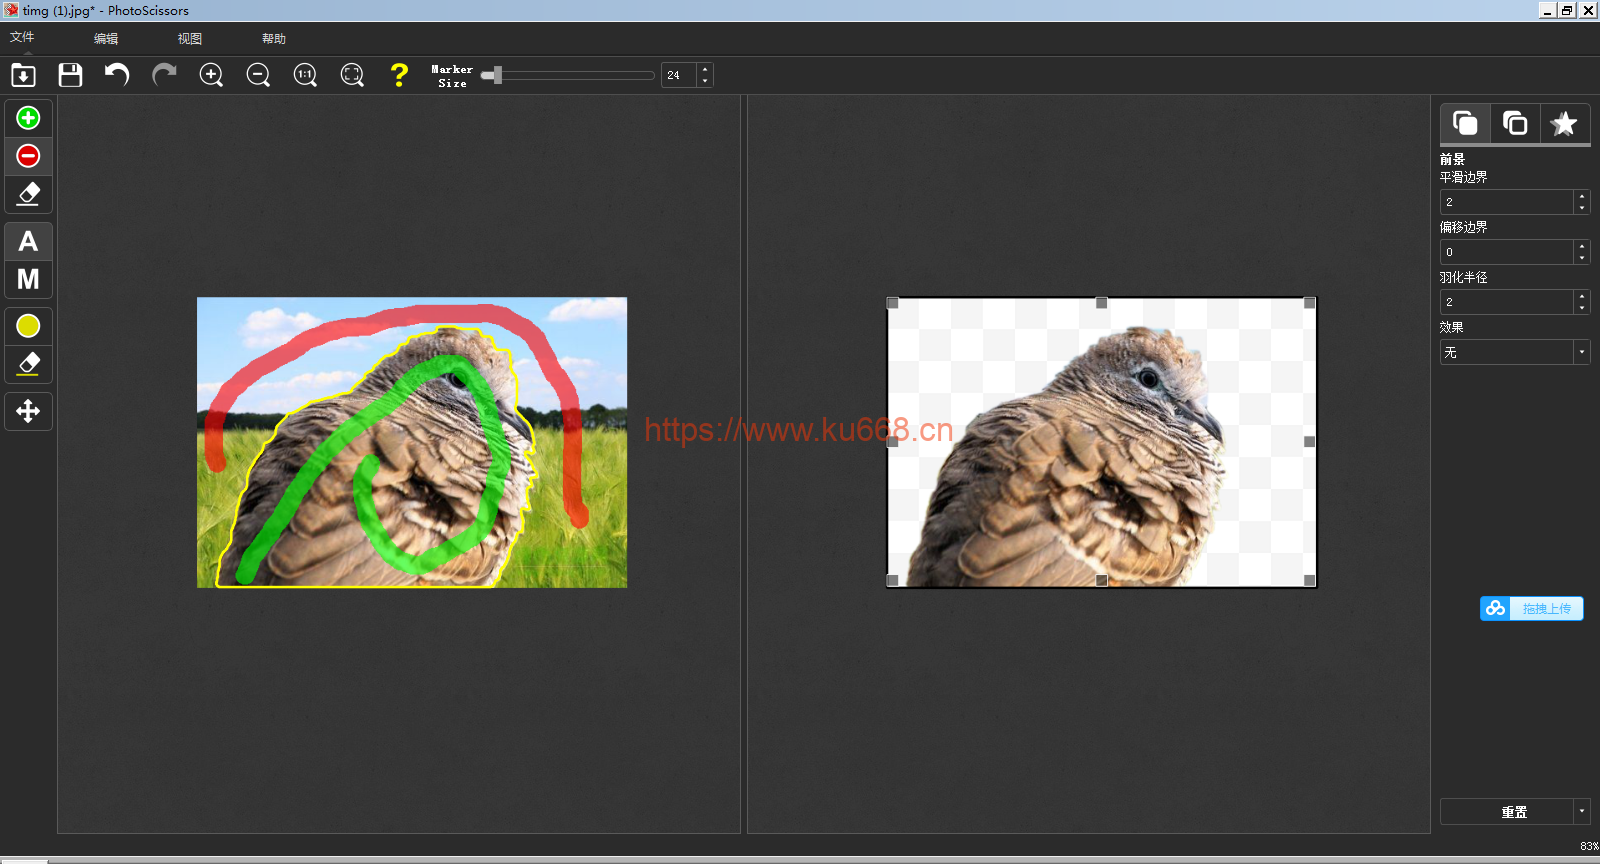 timg (1).jpg* - PhotoScissors
文件 编辑 视图 帮助
1:1
?
Marker
Size
24
A
M
前景
平滑边界
2
偏移边界
0
羽化半径
2
效果
无
https://www.ku668.cn
拖拽上传
重置
83%